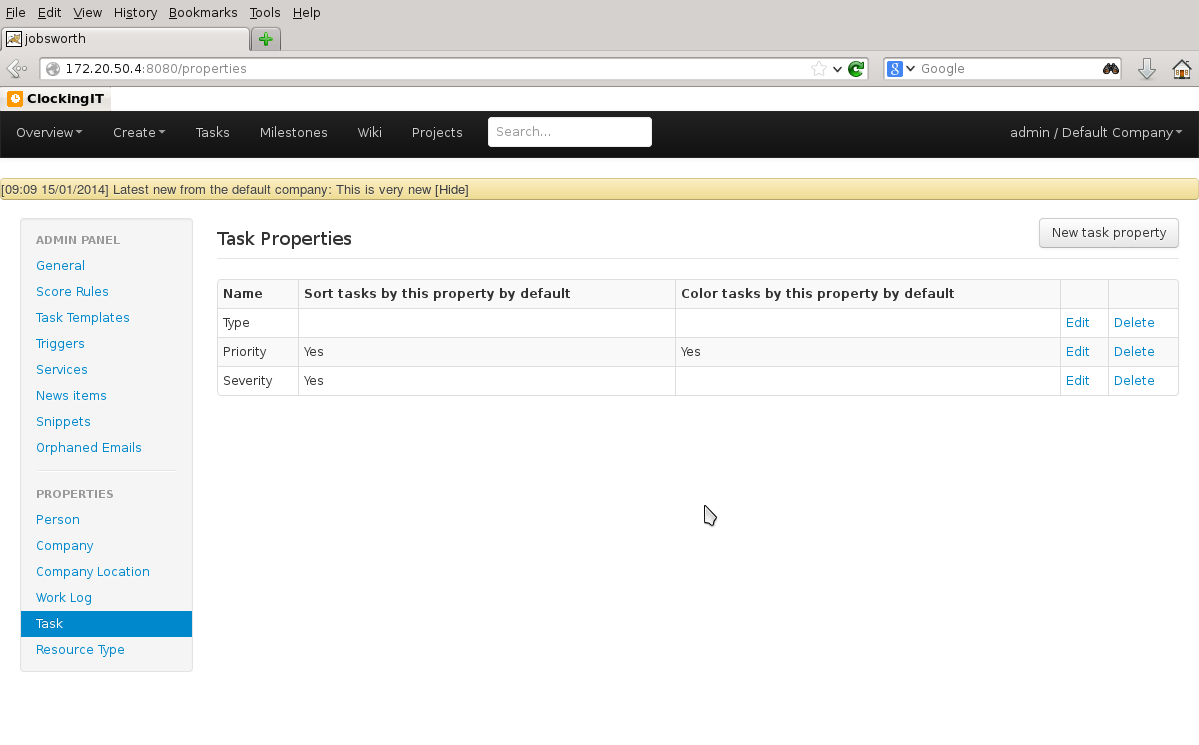 File Edit View History Bookmarks Tools Help
jobsworth
172.20.50.4:8080/properties
8 Google
ClockingIT
Overview Create Tasks Milestones Wiki Projects Search... admin / Default Company
[09:09 15/01/2014] Latest new from the default company: This is very new [Hide]
ADMIN PANEL
General
Score Rules
Task Templates
Triggers
Services
News items
Snippets
Orphaned Emails
PROPERTIES
Person
Company
Company Location
Work Log
Task
Resource Type
Task Properties
New task property
Name Sort tasks by this property by default Color tasks by this property by default
Type Edit Delete
Priority Yes Yes Edit Delete
Severity Yes Edit Delete